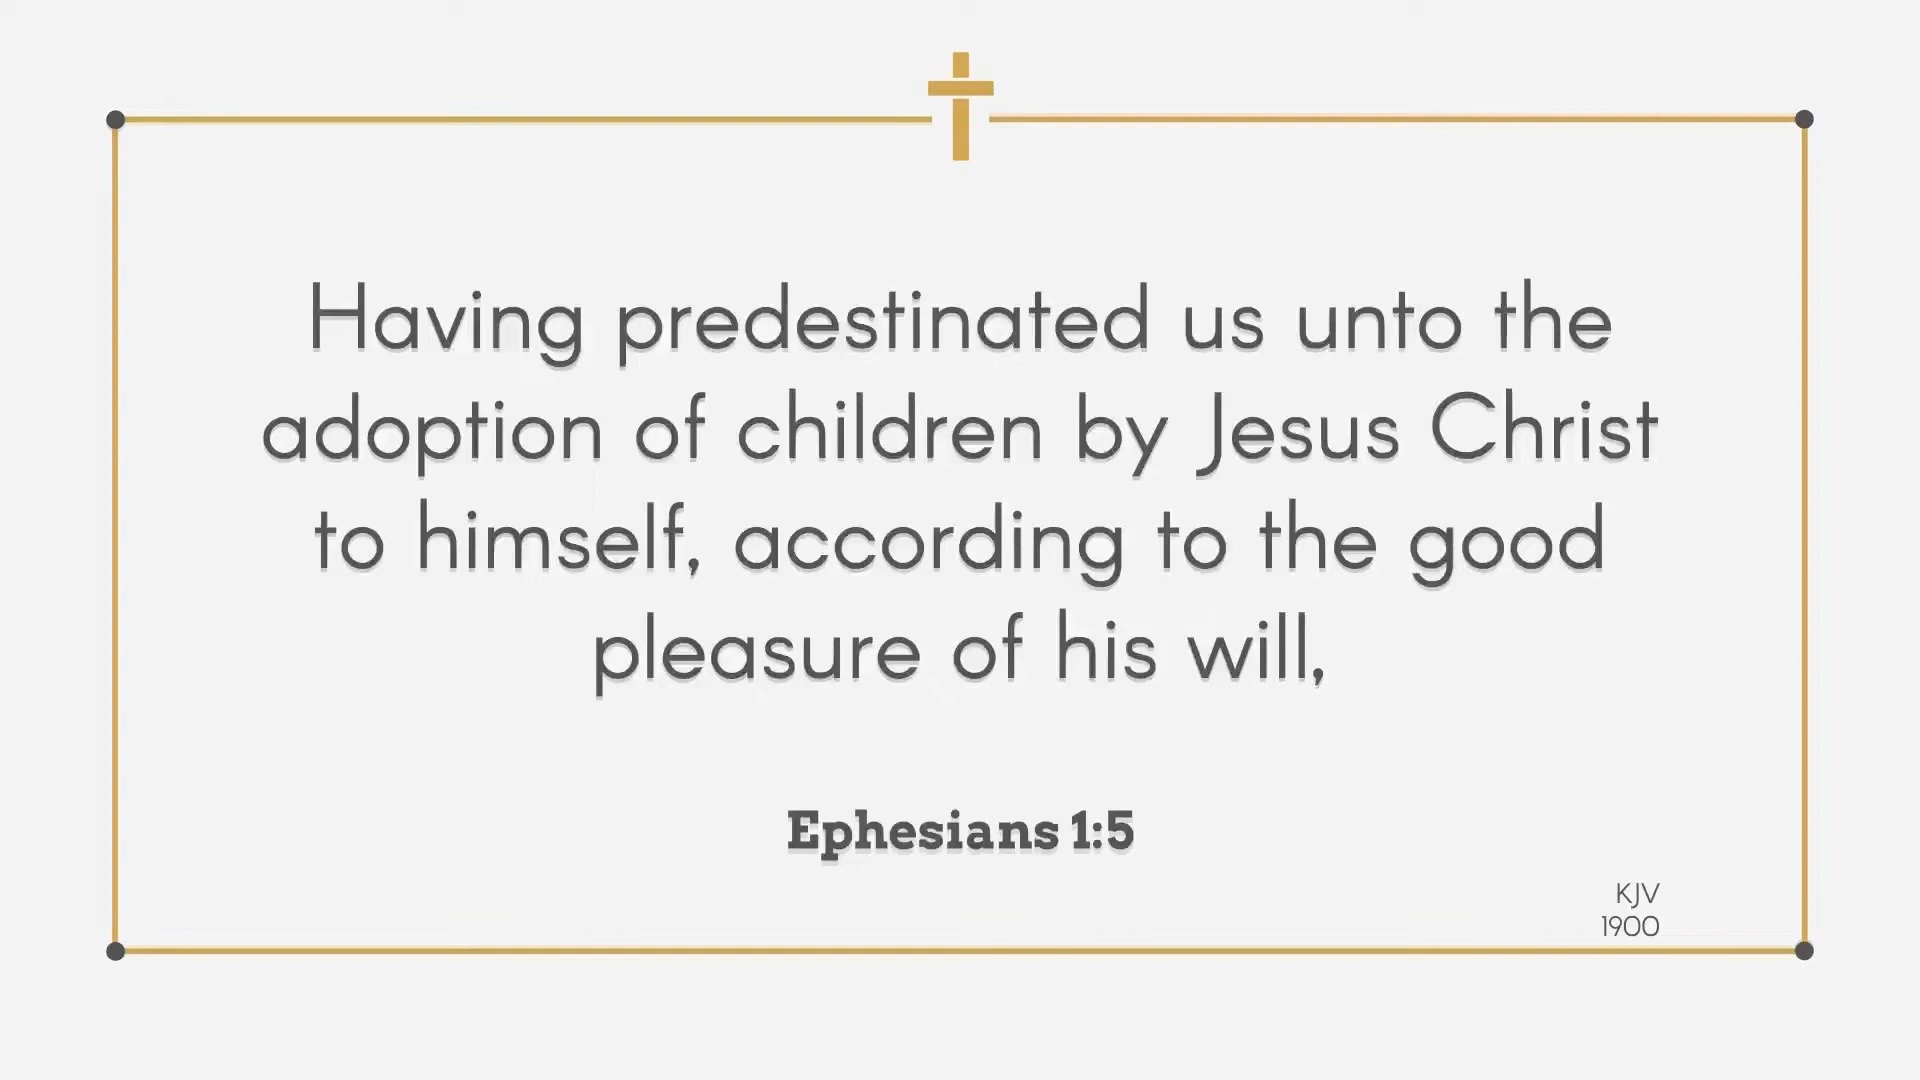 Having predestinated us unto the
adoption of children by Jesus Christ
to himself, according to the good
pleasure of his will,
Ephesians 1:5
KJV
1900